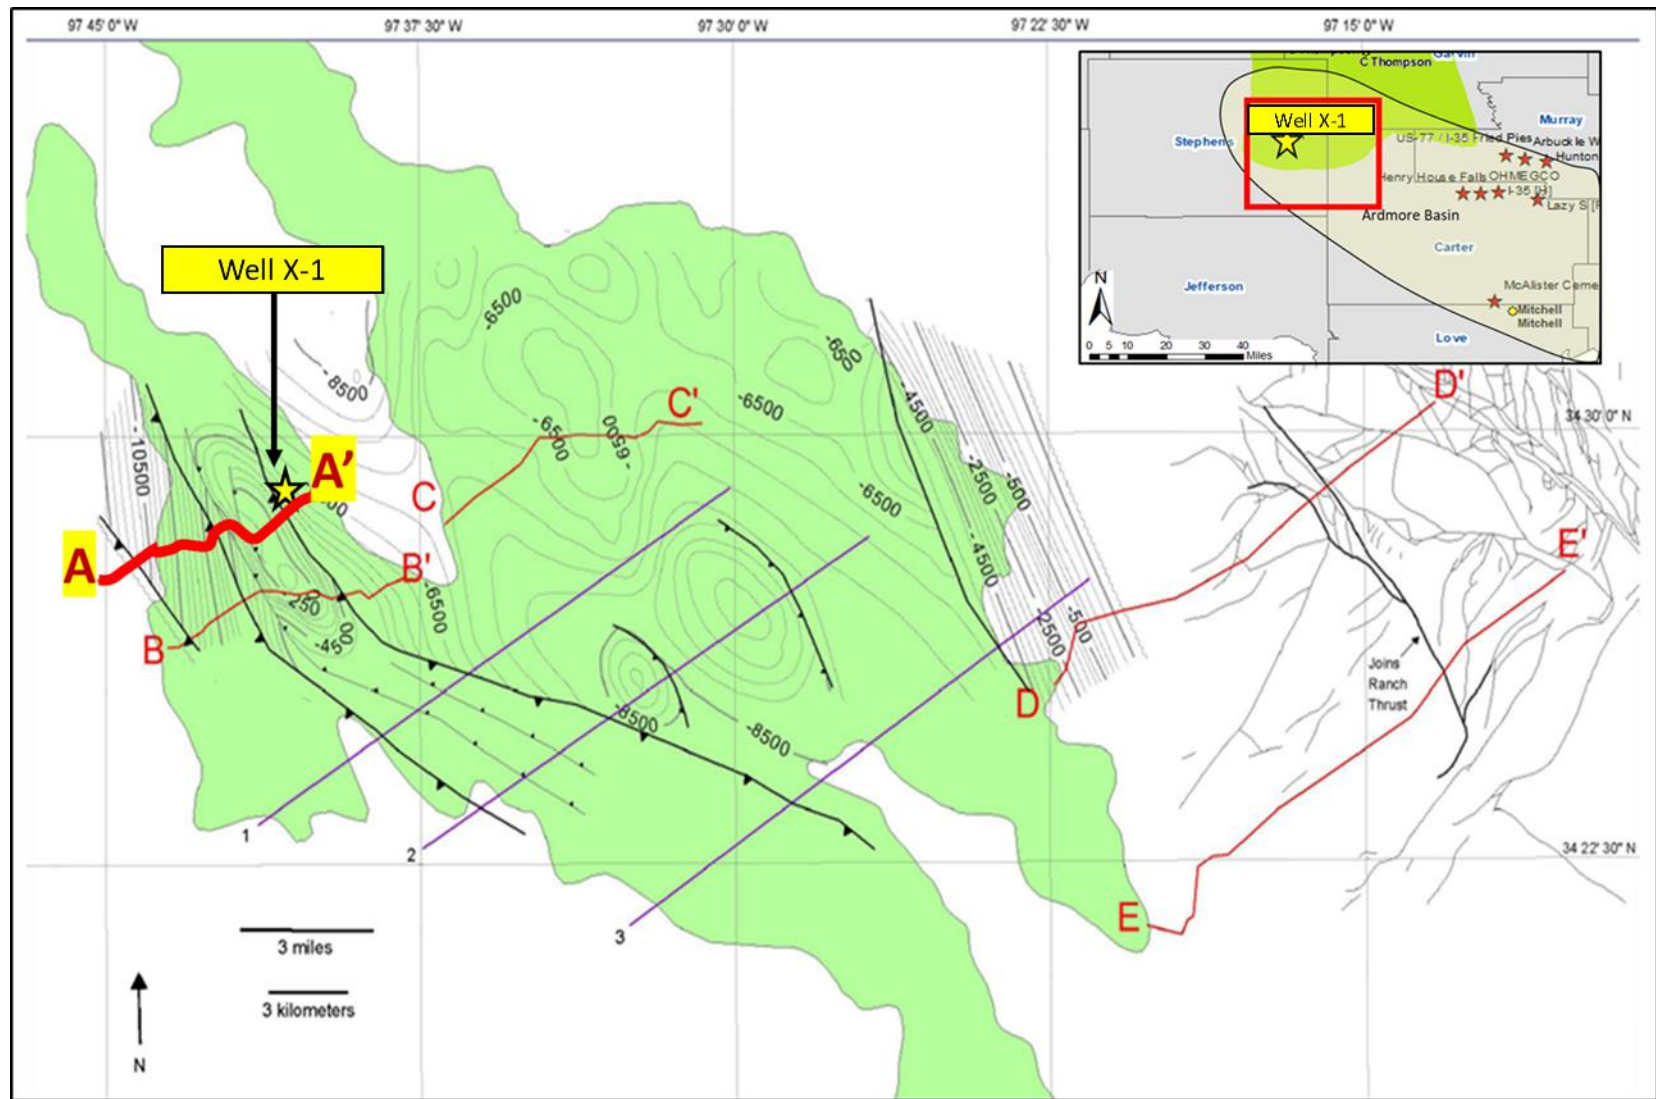 97 45' 0" W
97 37' 30" W
97 30' 0" W
97 22' 30" W
97 15' 0" W
C Thompson
Garvin
Well X-1
Murray
Stephens
US-77 / I-35 Fried Pies
Arbuckle W
Hunton
Henry House Falls
OHMEGCO
I-35 [H]
Lazy S [
Ardmore Basin
Carter
McAlister Ceme
Jefferson
Mitchell
Mitchell
Love
N
0 5 10 20 30 40
Miles
Well X-1
-6500
-6500
-8500
-6500
-4500
D'
34 30' 0" N
C'
-6500
-6500
-10500
A'
C
-6500
-2500
-500
-4500
E'
A
B'
250
-6500
-4500
B
-500
-2500
Joins
Ranch
Thrust
D
-8500
-8500
1
2
34 22' 30" N
E
3
3 miles
3 kilometers
N